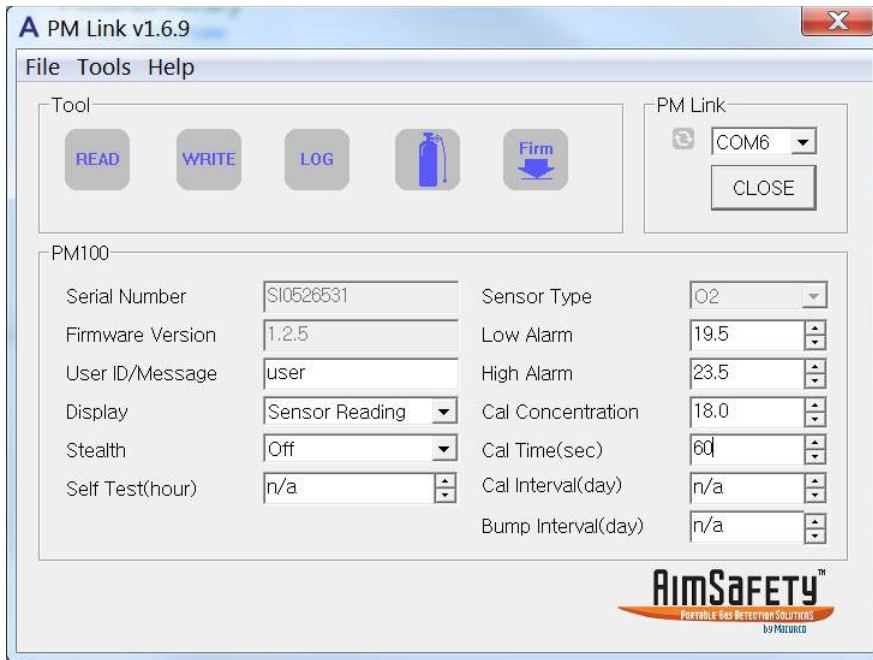 A PM Link v1.6.9
X
File Tools Help
Tool
READ
WRITE
LOG
Firm
PM Link
COM6
CLOSE
PM100
Serial Number
SI0526531
Firmware Version
1.2.5
User ID/Message
user
Display
Sensor Reading
Stealth
Off
Self Test(hour)
n/a
Sensor Type
O2
Low Alarm
19.5
High Alarm
23.5
Cal Concentration
18.0
Cal Time(sec)
60
Cal Interval(day)
n/a
Bump Interval(day)
n/a
AimSafety™
Portable Gas Detection Solutions
by Macurco